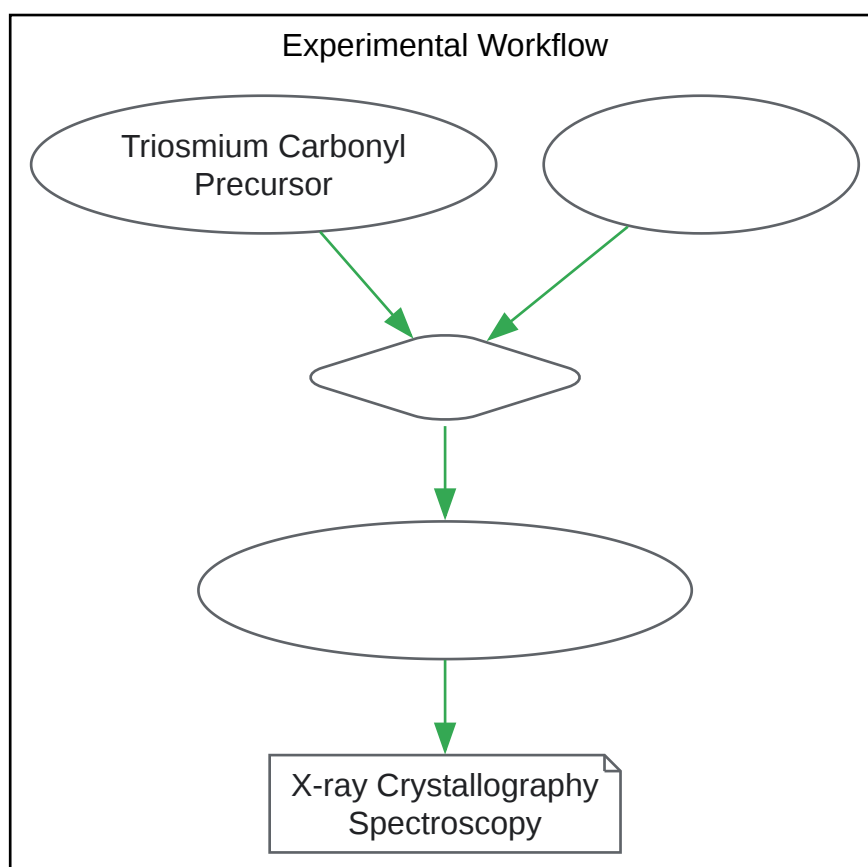 Experimental Workflow
Triosmium Carbonyl
Precursor
X-ray Crystallography
Spectroscopy